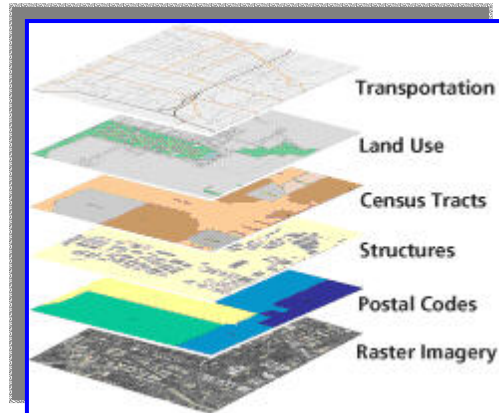 Transportation
Land Use
Census Tracts
Structures
Postal Codes
Raster Imagery